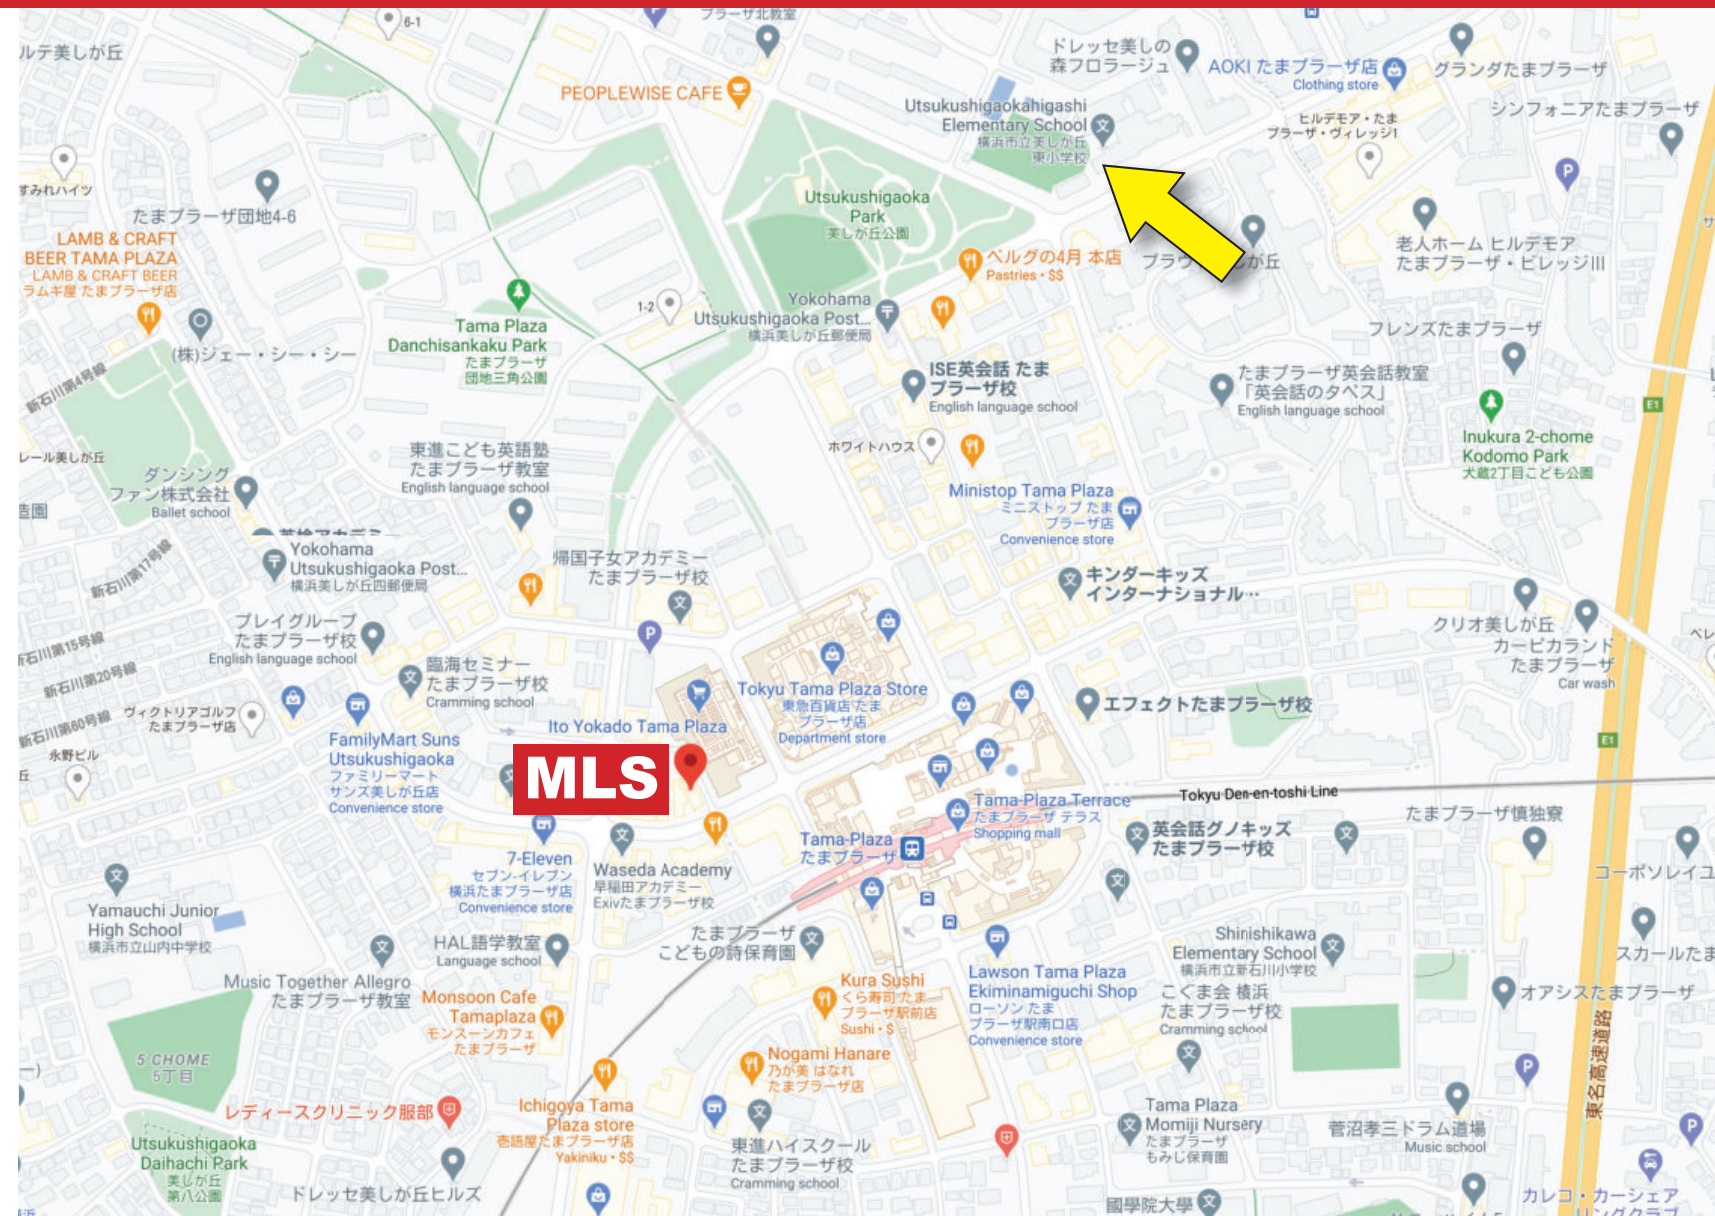 6-1
プラーザ北教室
ルテ美しが丘
PEOPLEWISE CAFE
ドレッセ美しの
森フロラージュ
AOKI たまプラーザ店
Clothing store
グランダたまプラーザ
シンフォニアたまプラーザ
Utsukushigaokahigashi
Elementary School
横浜市立美しが丘
東小学校
ヒルデモア・たま
プラーザ・ヴィレッジ1
すみれハイツ
たまプラーザ団地4-6
Utsukushigaoka
Park
美しが丘公園
LAMB & CRAFT
BEER TAMA PLAZA
LAMB & CRAFT BEER
ラムギ屋 たまプラーザ店
ベルグの4月 本店
Pastries • $$
老人ホーム ヒルデモア
たまプラーザ・ビレッジIII
1-2
Yokohama
Utsukushigaoka Post...
横浜美しが丘郵便局
Tama Plaza
Danchisankaku Park
たまプラーザ
団地三角公園
(株)ジェー・シー・シー
フレンズたまプラーザ
新石川第4号線
ISE英会話 たま
プラーザ校
English language school
たまプラーザ英会話教室
「英会話のタペス」
English language school
E1
Inukura 2-chome
Kodomo Park
犬蔵2丁目こども公園
ホワイトハウス
レール美しが丘
東進こども英語塾
たまプラーザ教室
English language school
ダンシング
ファン株式会社
Ballet school
造園
Ministop Tama Plaza
ミニストップ たま
プラーザ店
Convenience store
Yokohama
Utsukushigaoka Post...
横浜美しが丘四郵便局
新石川第17号線
帰国子女アカデミー
たまプラーザ校
キンダーキッズ
インターナショナル…
プレイグループ
たまプラーザ校
English language school
クリオ美しが丘
カービカランド
たまプラーザ
Car wash
石川第15号線
新石川第20号線
臨海セミナー
たまプラーザ校
Cramming school
Tokyu Tama Plaza Store
東急百貨店 たま
プラーザ店
Department store
エフェクトたまプラーザ校
ヴィクトリアゴルフ
たまプラーザ店
新石川第60号線
Ito Yokado Tama Plaza
FamilyMart Suns
Utsukushigaoka
ファミリーマート
サンズ美しが丘店
Convenience store
永野ビル
E1
MLS
Tokyu Den-en-toshi Line
Tama-Plaza Terrace
たまプラーザ テラス
Shopping mall
たまプラーザ慎独寮
Tama-Plaza
たまプラーザ
英会話グノキッズ
たまプラーザ校
7-Eleven
セブン-イレブン
横浜たまプラーザ店
Convenience store
Waseda Academy
早稲田アカデミー
Exivたまプラーザ校
コーポソレイユ
Yamauchi Junior
High School
横浜市立山内中学校
HAL語学教室
Language school
たまプラーザ
こどもの詩保育園
Shinishikawa
Elementary School
横浜市立新石川小学校
スカールたま
Music Together Allegro
たまプラーザ教室
Kura Sushi
くら寿司 たま
プラーザ駅前店
Sushi • $
Lawson Tama Plaza
Ekiminamiguchi Shop
ローソン たま
プラーザ駅南口店
Convenience store
こぐま会 横浜
たまプラーザ校
Cramming school
オアシスたまプラーザ
Monsoon Cafe
Tamaplaza
モンスーンカフェ
たまプラーザ
東名高速道路
5 CHOME
5丁目
Nogami Hanare
乃が美 はなれ
たまプラーザ店
レディースクリニック服部
Ichigoya Tama
Plaza store
壱語屋たまプラーザ店
Yakiniku • $$
Tama Plaza
Momiji Nursery
たまプラーザ
もみじ保育園
菅沼孝三ドラム道場
Music school
Utsukushigaoka
Daihachi Park
美しが丘
第八公園
東進ハイスクール
たまプラーザ校
Cramming school
ドレッセ美しが丘ヒルズ
國學院大學
カレコ・カーシェア
リングクラブ